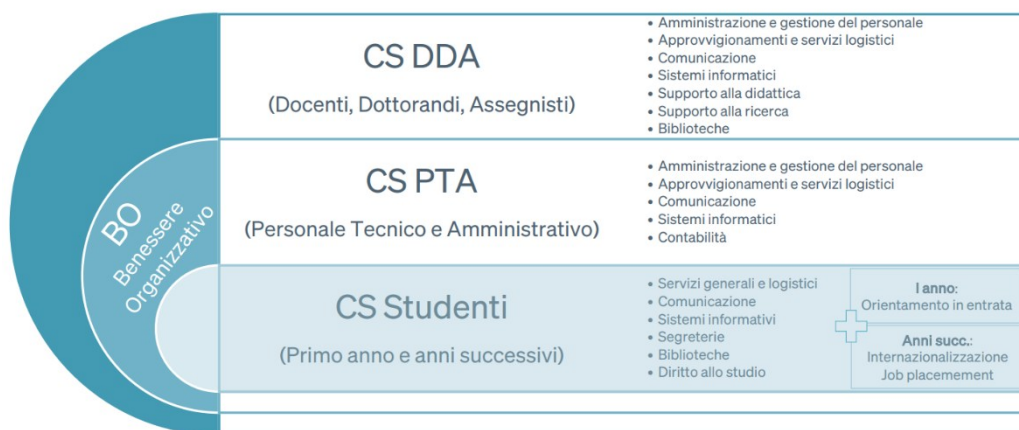 CS DDA
(Docenti, Dottorandi, Assegnisti)
• Amministrazione e gestione del personale
• Approvvigionamenti e servizi logistici
• Comunicazione
• Sistemi informatici
• Supporto alla didattica
• Supporto alla ricerca
• Biblioteche
BO
Benessere
Organizzativo
CS PTA
(Personale Tecnico e Amministrativo)
• Amministrazione e gestione del personale
• Approvvigionamenti e servizi logistici
• Comunicazione
• Sistemi informatici
• Contabilità
CS Studenti
(Primo anno e anni successivi)
• Servizi generali e logistici
• Comunicazione
• Sistemi informativi
• Segreterie
• Biblioteche
• Diritto allo studio
I anno:
Orientamento in entrata
Anni succ.:
Internazionalizzazione
Job placemement